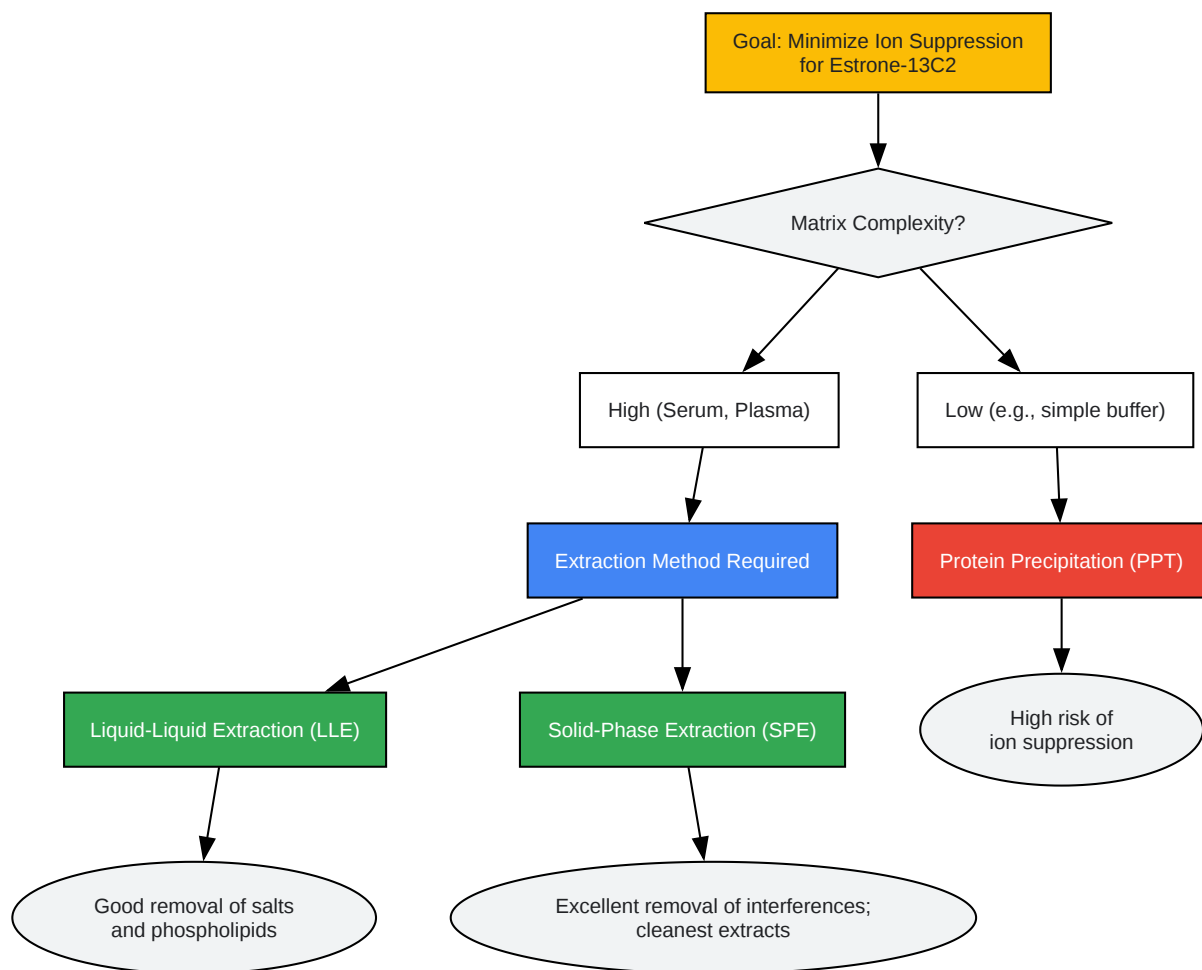 Goal: Minimize Ion Suppression
for Estrone-13C2
Matrix Complexity?
High (Serum, Plasma)
Low (e.g., simple buffer)
Extraction Method Required
Protein Precipitation (PPT)
Liquid-Liquid Extraction (LLE)
Solid-Phase Extraction (SPE)
High risk of
ion suppression
Good removal of salts
and phospholipids
Excellent removal of interferences;
cleanest extracts